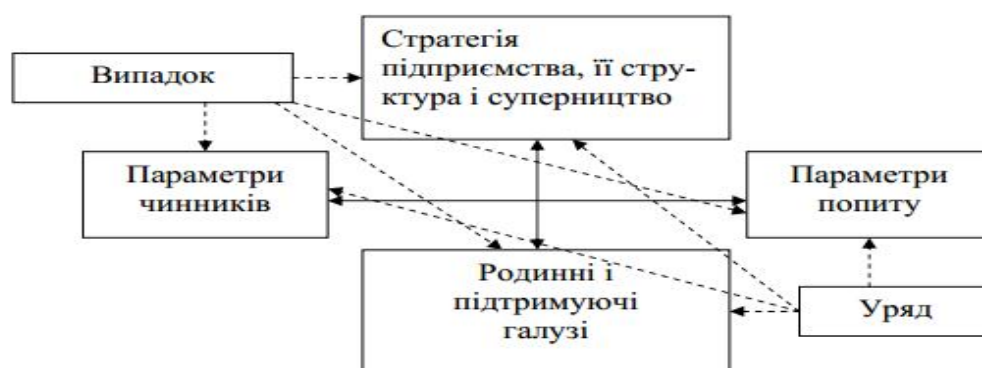 Стратегія
підприємства, її стру-
ктура і суперництво
Випадок
Параметри
чинників
Параметри
попиту
Родинні і
підтримуючі
галузі
Уряд